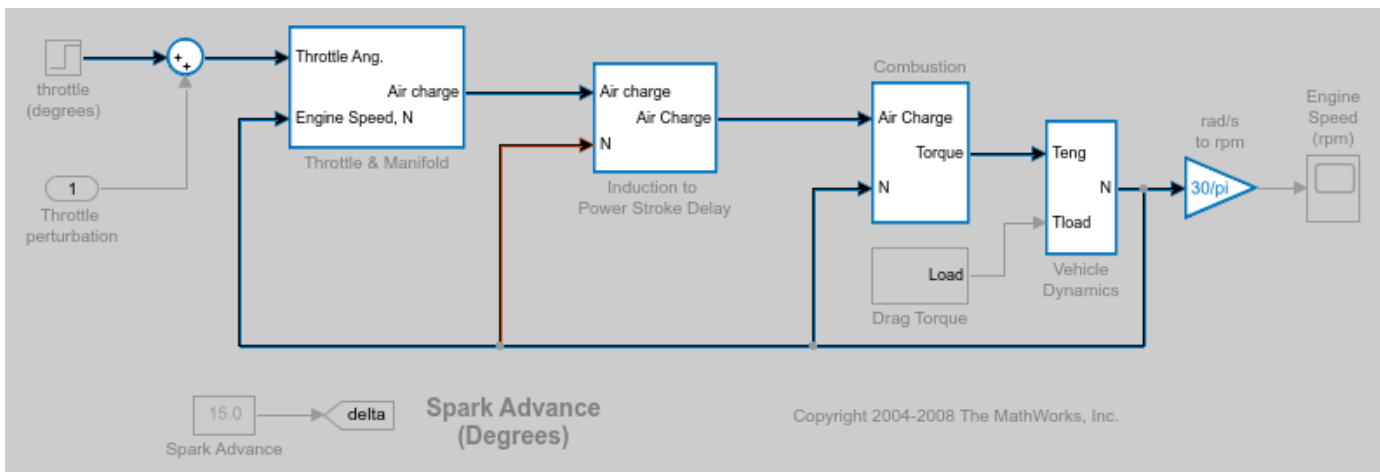 throttle
(degrees)
+
+
1
Throttle
perturbation
Throttle Ang.
Air charge
Engine Speed, N
Throttle & Manifold
Air charge
Air Charge
N
Induction to
Power Stroke Delay
Combustion
Air Charge
Torque
N
Load
Drag Torque
Teng
N
Tload
Vehicle
Dynamics
rad/s
to rpm
30/pi
Engine
Speed
(rpm)
15.0
Spark Advance
delta
Spark Advance
(Degrees)
Copyright 2004-2008 The MathWorks, Inc.